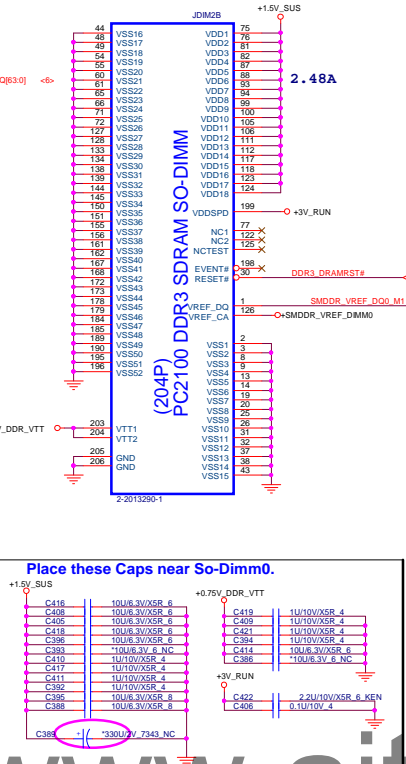 JDIM2B
+1.5V_SUS
44 VSS16 VDD1 75
48 VSS17 VDD2 76
49 VSS18 VDD3 81
54 VSS19 VDD4 82
55 VSS20 VDD5 87
Q[63:0] <6> 60 VSS21 VDD6 88 2.48A
61 VSS22 VDD7 93
65 VSS23 VDD8 94
66 VSS24 VDD9 99
71 VSS25 VDD10 100
72 VSS26 VDD11 105
127 VSS27 VDD12 106
128 VSS28 VDD13 111
133 VSS29 VDD14 112
134 VSS30 VDD15 117
138 VSS31 VDD16 118
139 VSS32 VDD17 123
144 VSS33 VDD18 124
145 VSS34
150 VSS35 VDDSPD 199 +3V_RUN
151 VSS36
155 VSS37 NC1 77
156 VSS38 NC2 122
161 VSS39 NCTEST 125
162 VSS40
167 VSS41 EVENT# 198
168 VSS42 RESET# 30 DDR3_DRAMRST#
172 VSS43
173 VSS44
178 VSS45 VREF_DQ 1 SMDDR_VREF_DQ0_M1
179 VSS46 VREF_CA 126 +SMDDR_VREF_DIMM0
184 VSS47
185 VSS48
189 VSS49 VSS1 2
190 VSS50 VSS2 3
195 VSS51 VSS3 8
196 VSS52 VSS4 9
VSS5 13
VSS6 14
VSS7 19
VSS8 20
VSS9 25
VSS10 26
_DDR_VTT 203 VTT1 VSS11 31
204 VTT2 VSS12 32
205 GND VSS13 37
206 GND VSS14 38
VSS15 43
PC2100 DDR3 SDRAM SO-DIMM
(204P)
2-2013290-1
Place these Caps near So-Dimm0.
+1.5V_SUS
C416 10U/6.3V/X5R_6
C408 10U/6.3V/X5R_6
C405 10U/6.3V/X5R_6
C418 10U/6.3V/X5R_6
C396 10U/6.3V/X5R_6
C393 *10U/6.3V_6_NC
C410 1U/10V/X5R_4
C417 1U/10V/X5R_4
C411 1U/10V/X5R_4
C392 1U/10V/X5R_4
C395 10U/6.3V/X5R_8
C388 10U/6.3V/X5R_8
C389 + *330U/2V_7343_NC
+0.75V_DDR_VTT
C419 1U/10V/X5R_4
C409 1U/10V/X5R_4
C421 1U/10V/X5R_4
C394 1U/10V/X5R_4
C414 10U/6.3V/X5R_6
C386 *10U/6.3V_6_NC
+3V_RUN
C422 2.2U/10V/X5R_6_KEN
C406 0.1U/10V_4